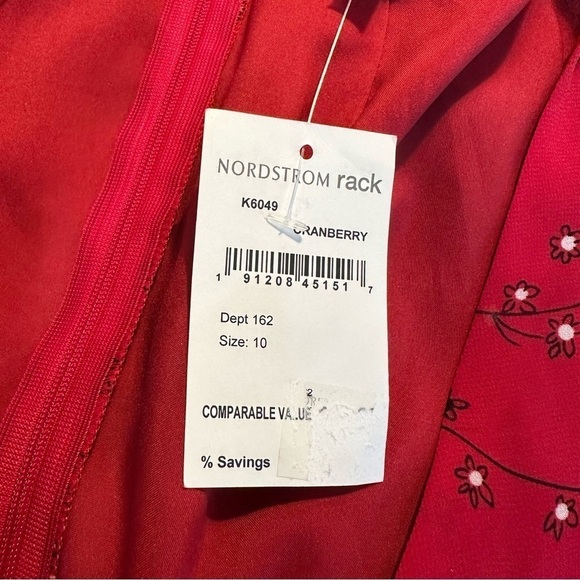 NORDSTROM rack
K6049
CRANBERRY
1 91208 45151 7
Dept 162
Size: 10
COMPARABLE VALUE
% Savings